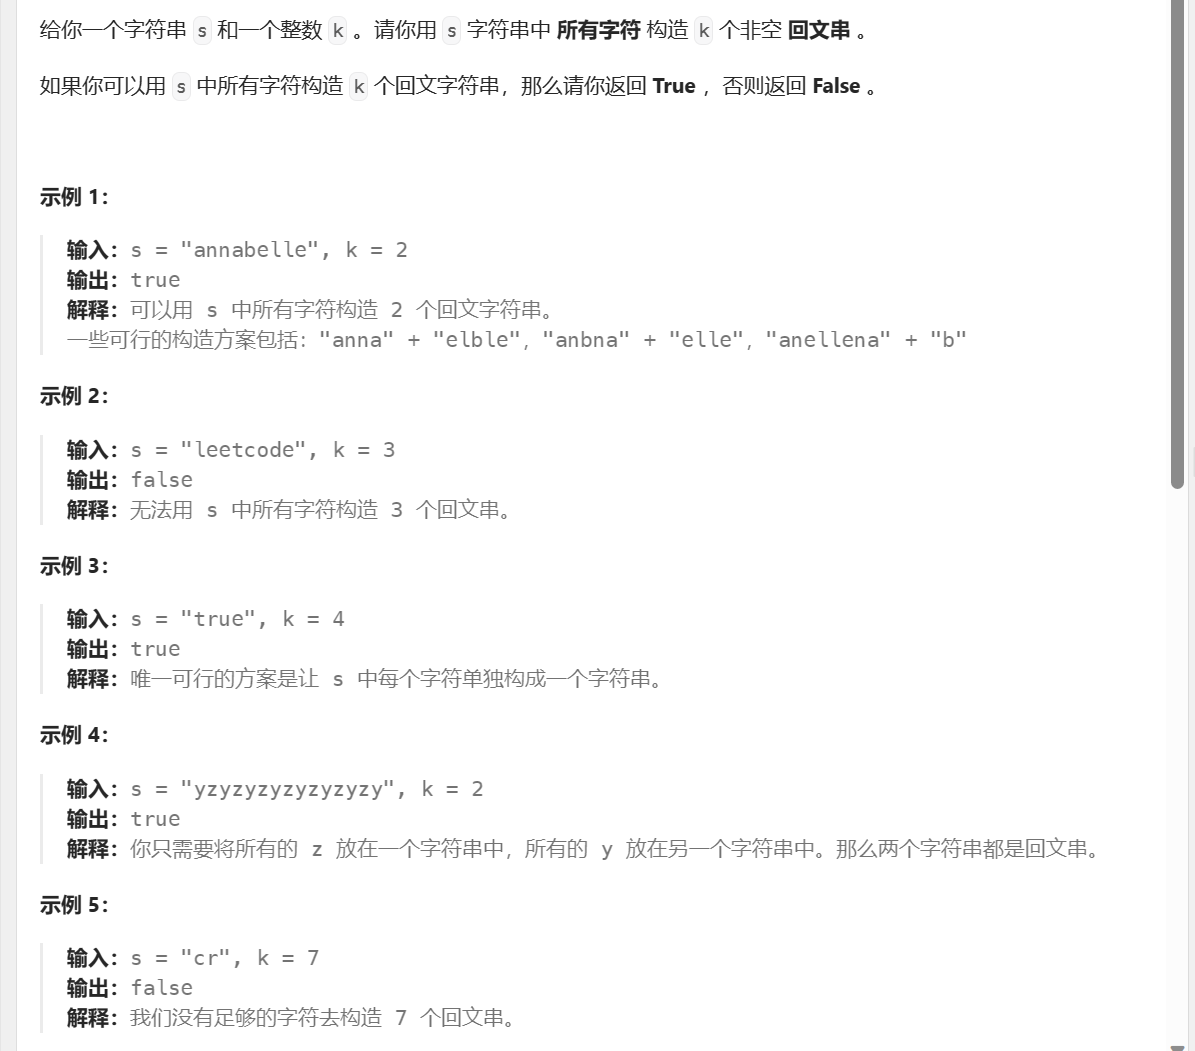 给你一个字符串 s 和一个整数 k 。请你用 s 字符串中 所有字符 构造 k 个非空 回文串 。
如果你可以用 s 中所有字符构造 k 个回文字符串，那么请你返回 True ，否则返回 False 。
示例 1：
输入：s = "annabelle", k = 2
输出：true
解释：可以用 s 中所有字符构造 2 个回文字符串。
一些可行的构造方案包括："anna" + "elble"，"anbna" + "elle"，"anellena" + "b"
示例 2：
输入：s = "leetcode", k = 3
输出：false
解释：无法用 s 中所有字符构造 3 个回文串。
示例 3：
输入：s = "true", k = 4
输出：true
解释：唯一可行的方案是让 s 中每个字符单独构成一个字符串。
示例 4：
输入：s = "yzyzyzyzyzyzyzy", k = 2
输出：true
解释：你只需要将所有的 z 放在一个字符串中，所有的 y 放在另一个字符串中。那么两个字符串都是回文串。
示例 5：
输入：s = "cr", k = 7
输出：false
解释：我们没有足够的字符去构造 7 个回文串。